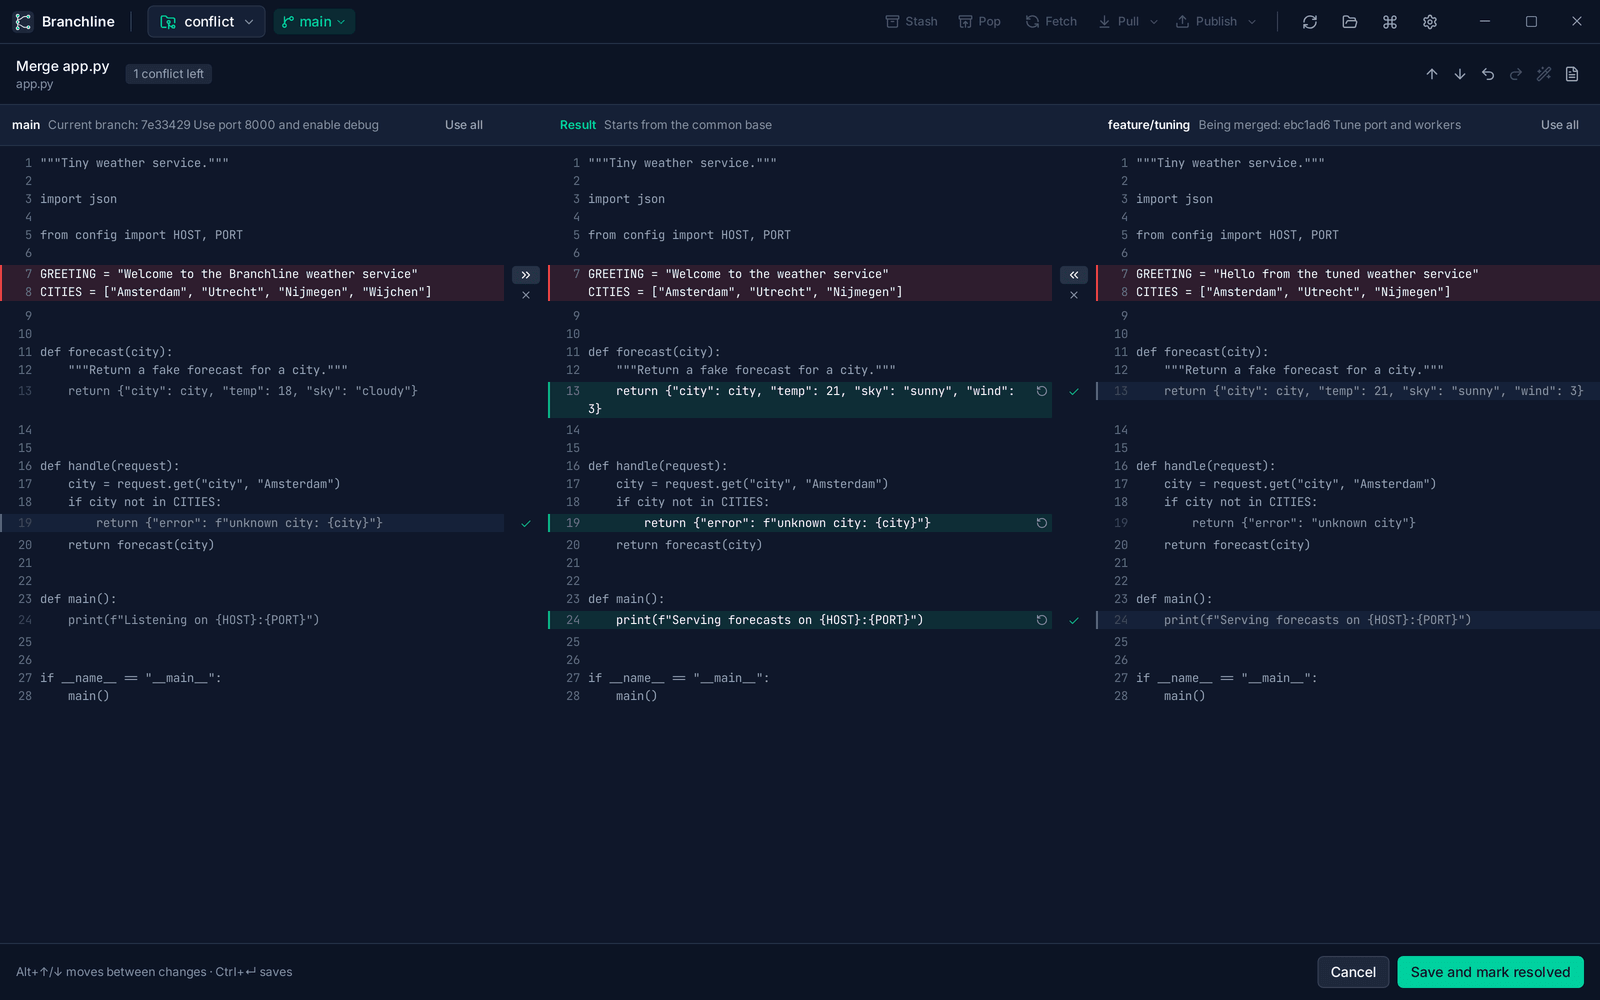 Branchline
conflict
main
Stash
Pop
Fetch
Pull
Publish
Merge app.py
app.py
1 conflict left
main Current branch: 7e33429 Use port 8000 and enable debug Use all
1 """Tiny weather service."""
2
3 import json
4
5 from config import HOST, PORT
6
7 GREETING = "Welcome to the Branchline weather service"
8 CITIES = ["Amsterdam", "Utrecht", "Nijmegen", "Wijchen"]
9
10
11 def forecast(city):
12     """Return a fake forecast for a city."""
13     return {"city": city, "temp": 18, "sky": "cloudy"}
14
15
16 def handle(request):
17     city = request.get("city", "Amsterdam")
18     if city not in CITIES:
19         return {"error": f"unknown city: {city}"}
20     return forecast(city)
21
22
23 def main():
24     print(f"Listening on {HOST}:{PORT}")
25
26
27 if __name__ == "__main__":
28     main()
Result Starts from the common base
1 """Tiny weather service."""
2
3 import json
4
5 from config import HOST, PORT
6
7 GREETING = "Welcome to the weather service"
CITIES = ["Amsterdam", "Utrecht", "Nijmegen"]
9
10
11 def forecast(city):
12     """Return a fake forecast for a city."""
13     return {"city": city, "temp": 21, "sky": "sunny", "wind":
3}
14
15
16 def handle(request):
17     city = request.get("city", "Amsterdam")
18     if city not in CITIES:
19         return {"error": f"unknown city: {city}"}
20     return forecast(city)
21
22
23 def main():
24     print(f"Serving forecasts on {HOST}:{PORT}")
25
26
27 if __name__ == "__main__":
28     main()
feature/tuning Being merged: ebc1ad6 Tune port and workers Use all
1 """Tiny weather service."""
2
3 import json
4
5 from config import HOST, PORT
6
7 GREETING = "Hello from the tuned weather service"
8 CITIES = ["Amsterdam", "Utrecht", "Nijmegen"]
9
10
11 def forecast(city):
12     """Return a fake forecast for a city."""
13     return {"city": city, "temp": 21, "sky": "sunny", "wind": 3}
14
15
16 def handle(request):
17     city = request.get("city", "Amsterdam")
18     if city not in CITIES:
19         return {"error": "unknown city"}
20     return forecast(city)
21
22
23 def main():
24     print(f"Serving forecasts on {HOST}:{PORT}")
25
26
27 if __name__ == "__main__":
28     main()
Alt+↑/↓ moves between changes · Ctrl+↵ saves
Cancel
Save and mark resolved